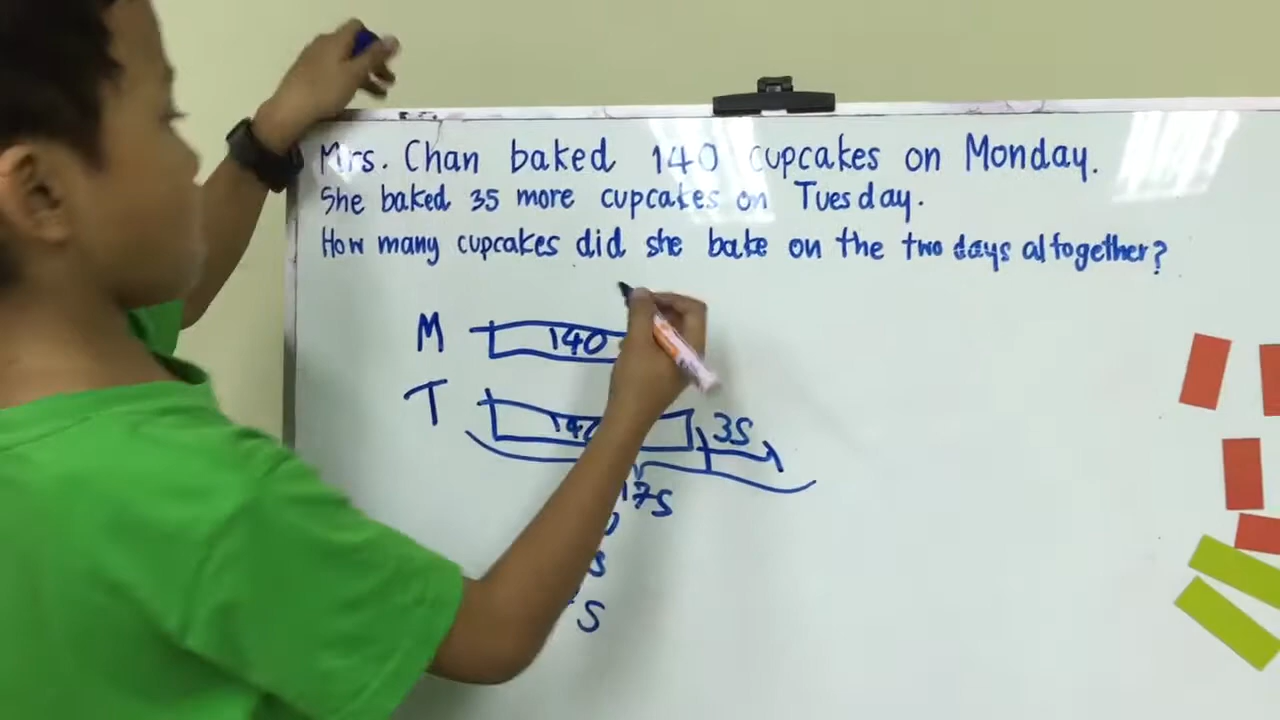 Mrs. Chan baked 140 cupcakes on Monday.
She baked 35 more cupcakes on Tuesday.
How many cupcakes did she bake on the two days altogether?
M 140
T 140 35
175